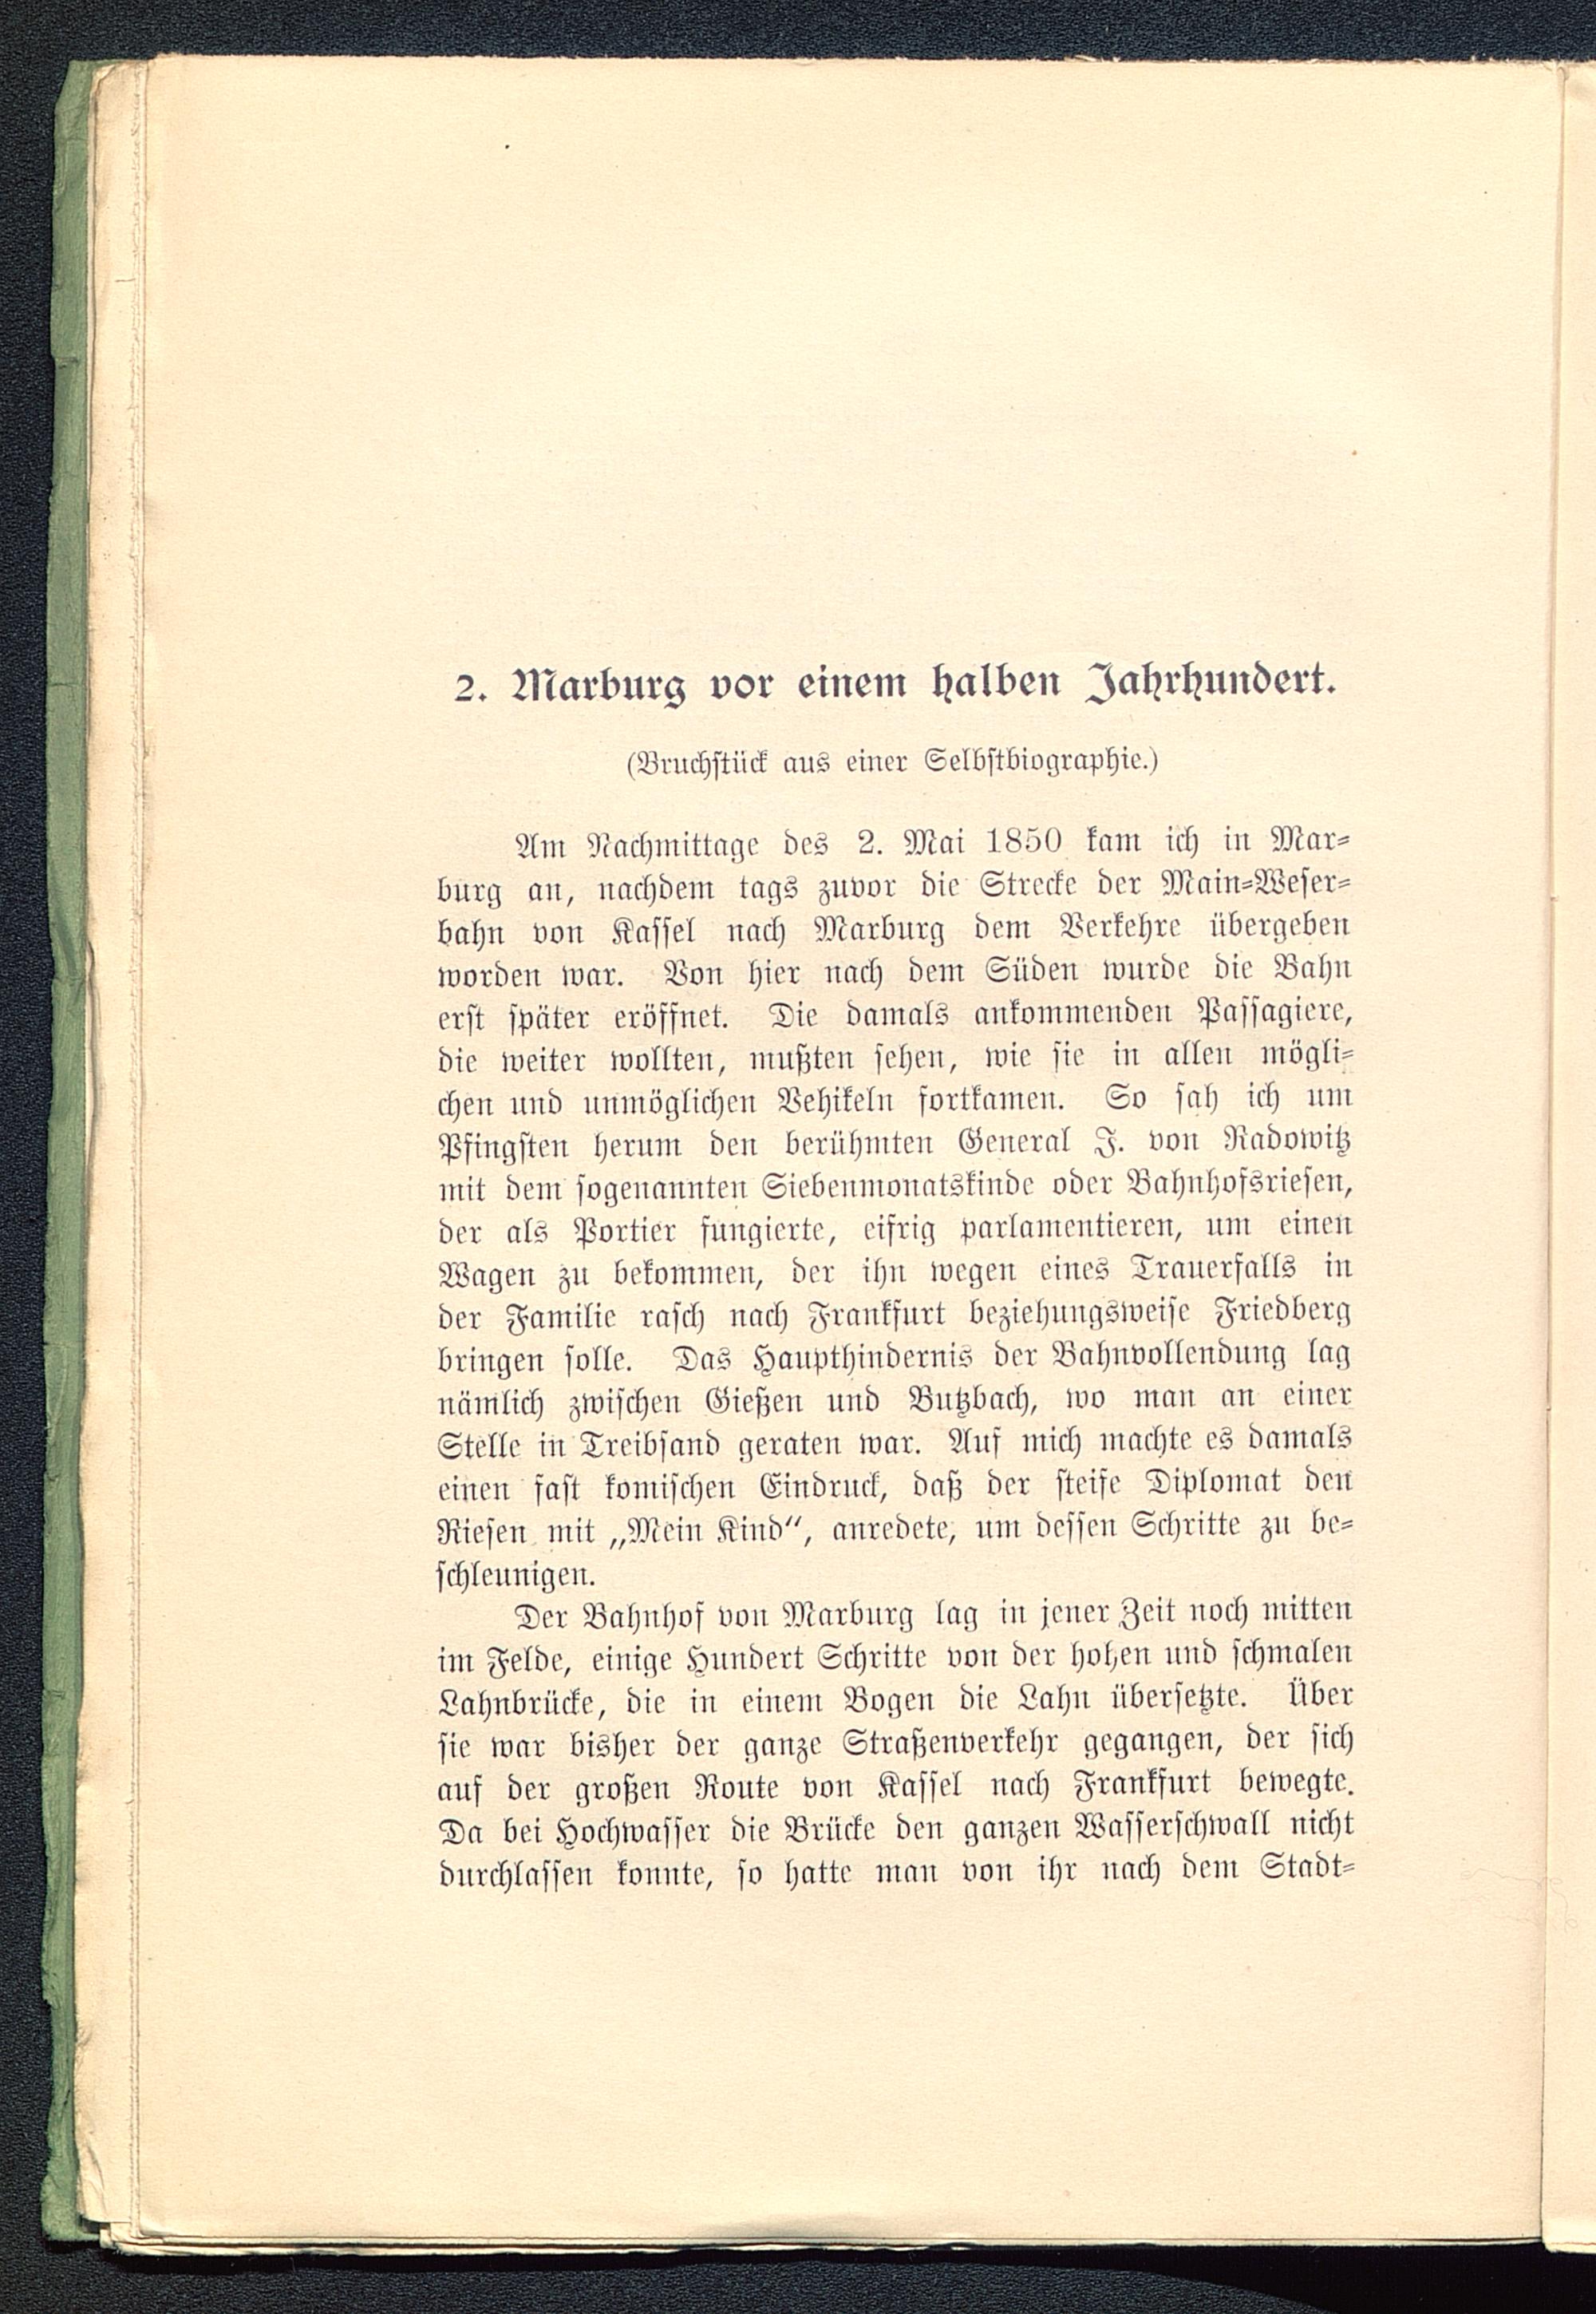 2. Marburg vor einem halben Jahrhundert.
(Bruchstück aus einer Selbstbiographie.)
Am Nachmittage des 2. Mai 1850 kam ich in Mar-
burg an, nachdem tags zuvor die Strecke der Main-Weser-
bahn von Kassel nach Marburg dem Verkehre übergeben
worden war. Von hier nach dem Süden wurde die Bahn
erst später eröffnet. Die damals ankommenden Passagiere,
die weiter wollten, mußten sehen, wie sie in allen mögli-
chen und unmöglichen Vehikeln fortkamen. So sah ich um
Pfingsten herum den berühmten General J. von Radowitz
mit dem sogenannten Siebenmonatskinde oder Bahnhofsriesen,
der als Portier fungierte, eifrig parlamentieren, um einen
Wagen zu bekommen, der ihn wegen eines Trauerfalls in
der Familie rasch nach Frankfurt beziehungsweise Friedberg
bringen solle. Das Haupthindernis der Bahnvollendung lag
nämlich zwischen Gießen und Butzbach, wo man an einer
Stelle in Treibsand geraten war. Auf mich machte es damals
einen fast komischen Eindruck, daß der steife Diplomat den
Riesen mit „Mein Kind“, anredete, um dessen Schritte zu be-
schleunigen.
Der Bahnhof von Marburg lag in jener Zeit noch mitten
im Felde, einige Hundert Schritte von der hohen und schmalen
Lahnbrücke, die in einem Bogen die Lahn übersetzte. Über
sie war bisher der ganze Straßenverkehr gegangen, der sich
auf der großen Route von Kassel nach Frankfurt bewegte.
Da bei Hochwasser die Brücke den ganzen Wasserschwall nicht
durchlassen konnte, so hatte man von ihr nach dem Stadt-